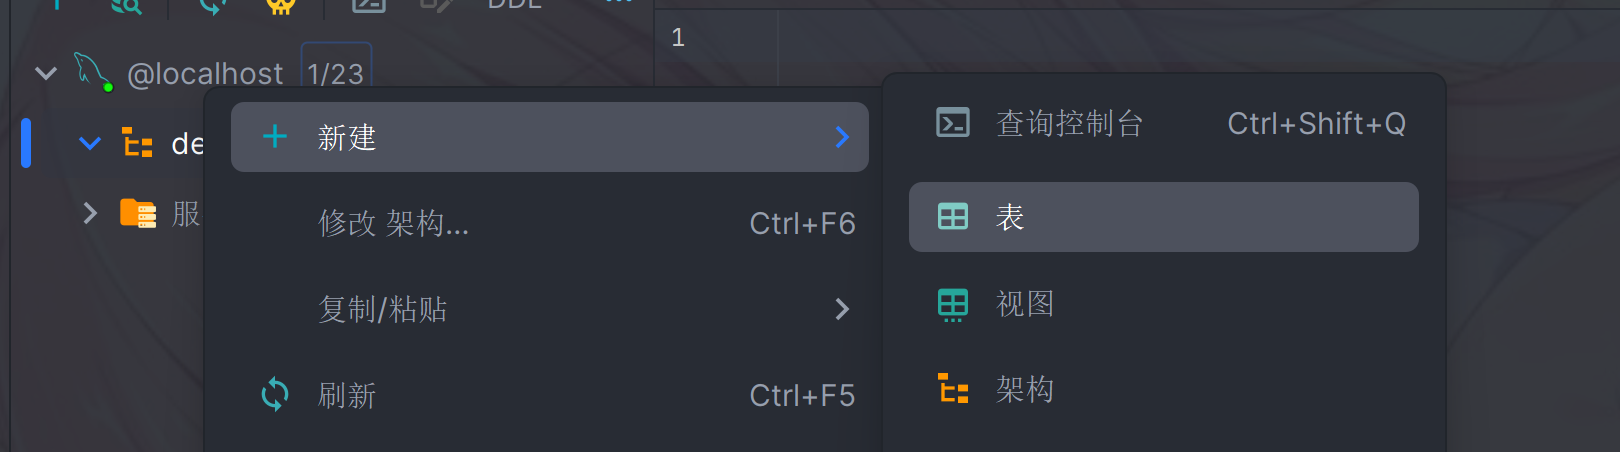 DDL
1
@localhost 1/23
de
服
新建
修改 架构... Ctrl+F6
复制/粘贴
刷新 Ctrl+F5
查询控制台 Ctrl+Shift+Q
表
视图
架构